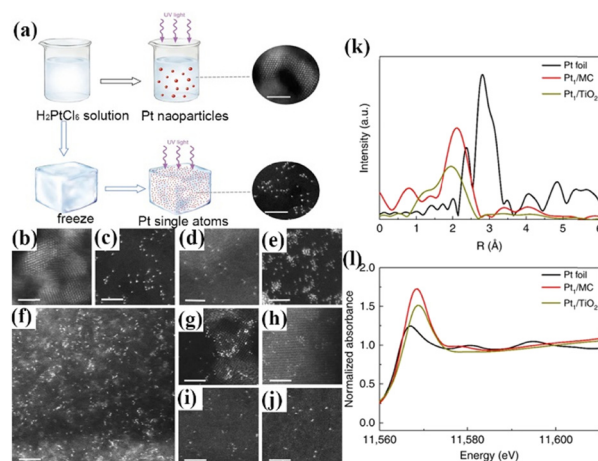 (a)
UV light
H₂PtCl₆ solution
Pt naoparticles
UV light
freeze
Pt single atoms
(b)
(c)
(d)
(e)
(f)
(g)
(h)
(i)
(j)
(k)
Pt foil
Pt₁/MC
Pt₁/TiO₂
Intensity (a.u.)
0 1 2 3 4 5 6
R (Å)
(l)
2.0
1.5
1.0
0.5
0.0
Pt foil
Pt₁/MC
Pt₁/TiO₂
Normalized absorbance
11,560 11,580 11,600
Energy (eV)